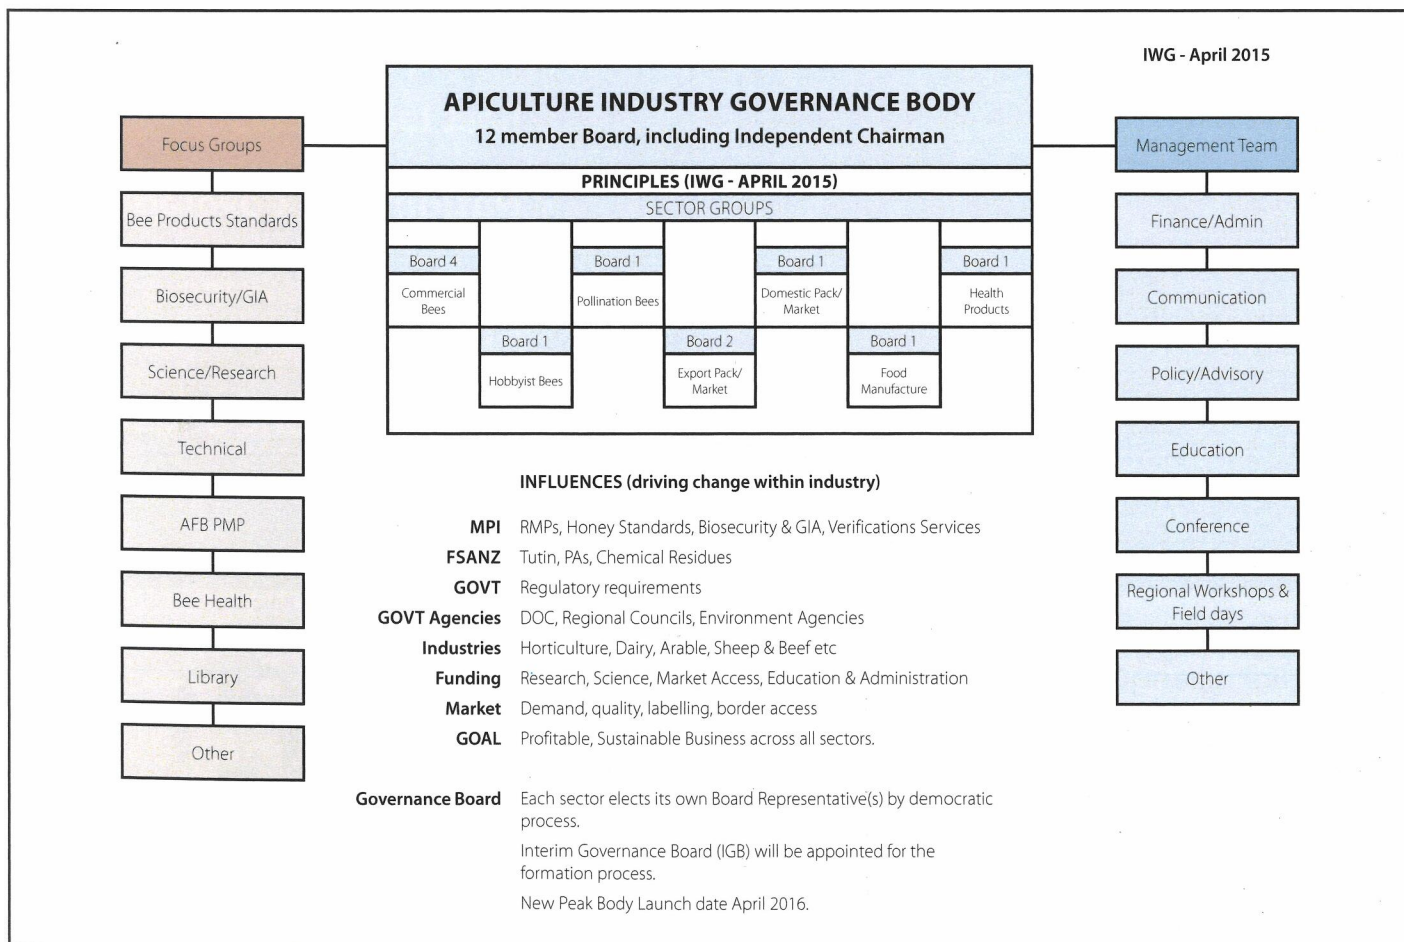 IWG - April 2015
APICULTURE INDUSTRY GOVERNANCE BODY
12 member Board, including Independent Chairman
PRINCIPLES (IWG - APRIL 2015)
SECTOR GROUPS
Board 4
Commercial
Bees
Board 1
Hobbyist Bees
Board 1
Pollination Bees
Board 2
Export Pack/
Market
Board 1
Domestic Pack/
Market
Board 1
Food
Manufacture
Board 1
Health
Products
Focus Groups
Bee Products Standards
Biosecurity/GIA
Science/Research
Technical
AFB PMP
Bee Health
Library
Other
Management Team
Finance/Admin
Communication
Policy/Advisory
Education
Conference
Regional Workshops &
Field days
Other
INFLUENCES (driving change within industry)
MPI RMPs, Honey Standards, Biosecurity & GIA, Verifications Services
FSANZ Tutin, PAs, Chemical Residues
GOVT Regulatory requirements
GOVT Agencies DOC, Regional Councils, Environment Agencies
Industries Horticulture, Dairy, Arable, Sheep & Beef etc
Funding Research, Science, Market Access, Education & Administration
Market Demand, quality, labelling, border access
GOAL Profitable, Sustainable Business across all sectors.
Governance Board Each sector elects its own Board Representative(s) by democratic
process.
Interim Governance Board (IGB) will be appointed for the
formation process.
New Peak Body Launch date April 2016.